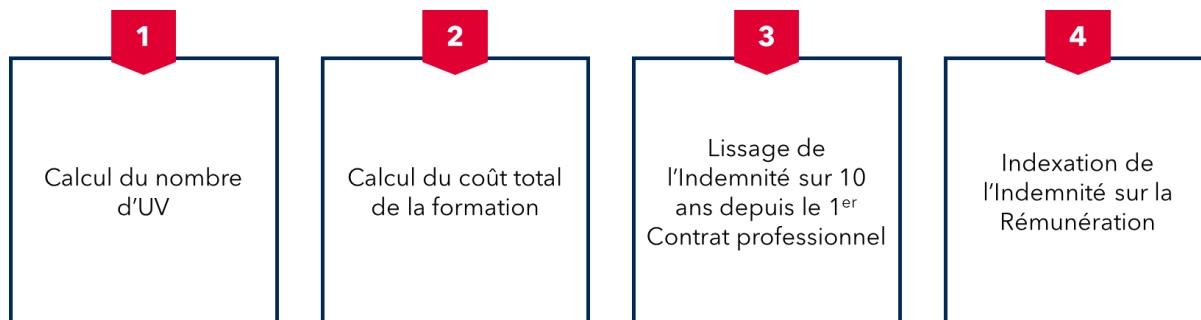 1
Calcul du nombre
d’UV
2
Calcul du coût total
de la formation
3
Lissage de
l’Indemnité sur 10
ans depuis le 1er
Contrat professionnel
4
Indexation de
l’Indemnité sur la
Rémunération